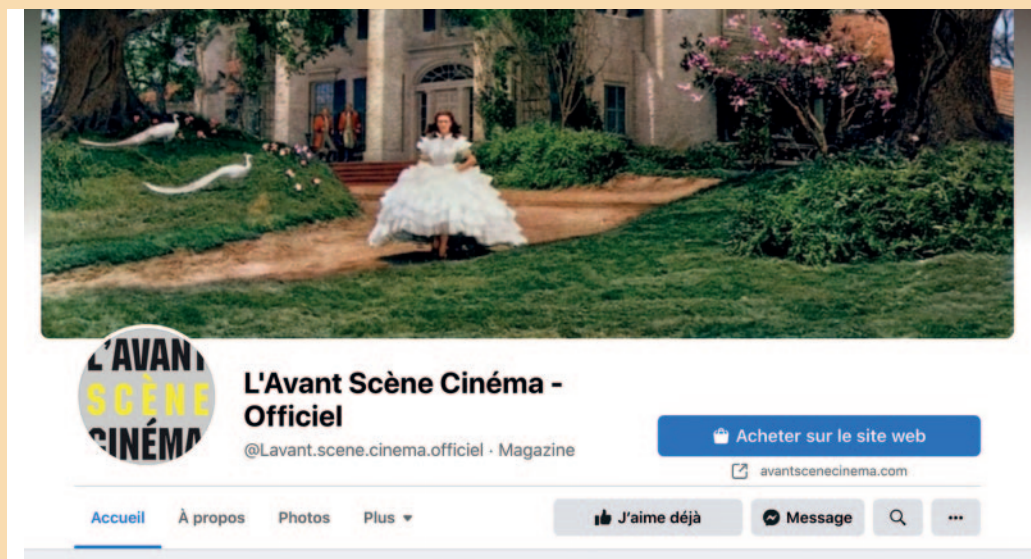 L'AVANT
SCÈNE
CINÉMA
L'Avant Scène Cinéma -
Officiel
@Lavant.scene.cinema.officiel · Magazine
Acheter sur le site web
avantscenecinema.com
Accueil À propos Photos Plus
J'aime déjà Message